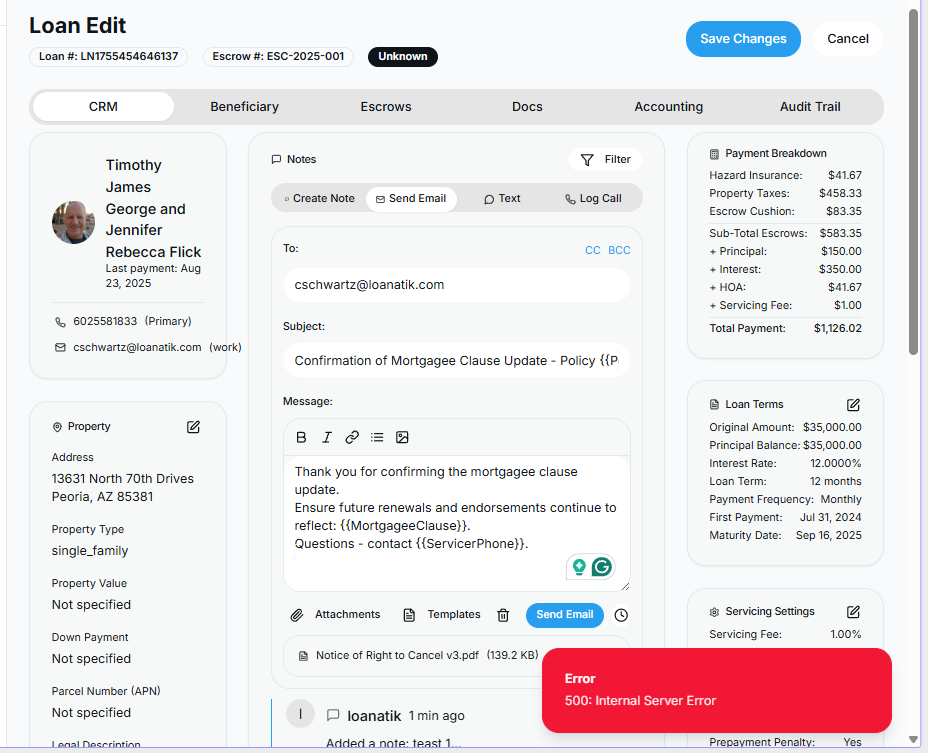 Loan Edit
Loan #: LN1755454646137
Escrow #: ESC-2025-001
Unknown
Save Changes
Cancel
CRM
Beneficiary
Escrows
Docs
Accounting
Audit Trail
Timothy
James
George and
Jennifer
Rebecca Flick
Last payment: Aug
23, 2025
6025581833 (Primary)
cschwartz@loanatik.com (work)
Property
Address
13631 North 70th Drives
Peoria, AZ 85381
Property Type
single_family
Property Value
Not specified
Down Payment
Not specified
Parcel Number (APN)
Not specified
Legal Description
Notes
Filter
Create Note
Send Email
Text
Log Call
To:
CC BCC
cschwartz@loanatik.com
Subject:
Confirmation of Mortgagee Clause Update - Policy {{P
Message:
B I
Thank you for confirming the mortgagee clause
update.
Ensure future renewals and endorsements continue to
reflect: {{MortgageeClause}}.
Questions - contact {{ServicerPhone}}.
G
Attachments
Templates
Send Email
Notice of Right to Cancel v3.pdf (139.2 KB)
I
loanatik 1 min ago
Added a note: teast 1...
Payment Breakdown
Hazard Insurance: $41.67
Property Taxes: $458.33
Escrow Cushion: $83.35
Sub-Total Escrows: $583.35
+ Principal: $150.00
+ Interest: $350.00
+ HOA: $41.67
+ Servicing Fee: $1.00
Total Payment: $1,126.02
Loan Terms
Original Amount: $35,000.00
Principal Balance: $35,000.00
Interest Rate: 12.0000%
Loan Term: 12 months
Payment Frequency: Monthly
First Payment: Jul 31, 2024
Maturity Date: Sep 16, 2025
Servicing Settings
Servicing Fee: 1.00%
Error
500: Internal Server Error
Prepayment Penalty: Yes